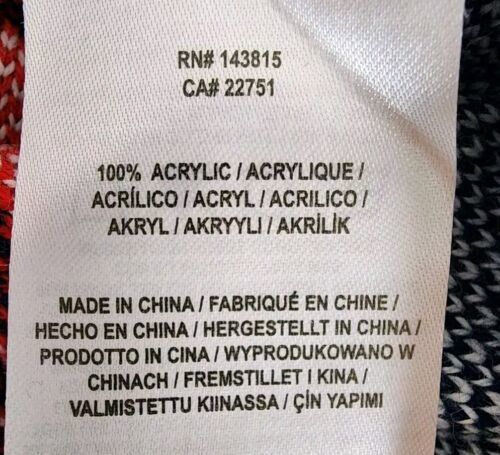 RN# 143815
CA# 22751
100% ACRYLIC / ACRYLIQUE /
ACRÍLICO / ACRYL / ACRILICO /
AKRYL / AKRYYLI / AKRİLİK
MADE IN CHINA / FABRIQUÉ EN CHINE /
HECHO EN CHINA / HERGESTELLT IN CHINA /
PRODOTTO IN CINA / WYPRODUKOWANO W
CHINACH / FREMSTILLET I KINA /
VALMISTETTU KIINASSA / ÇİN YAPIMI